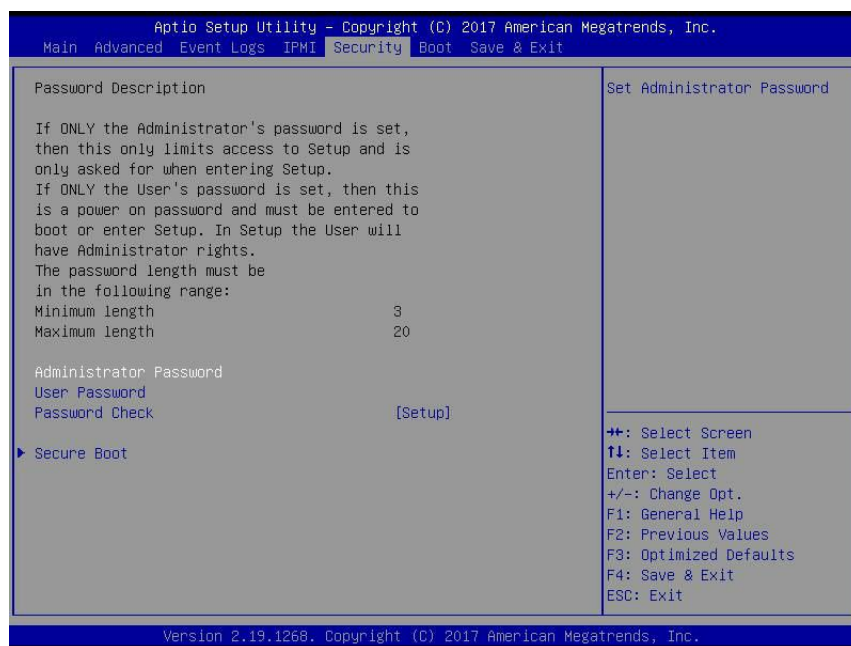 Aptio Setup Utility – Copyright (C) 2017 American Megatrends, Inc.
Main Advanced Event Logs IPMI Security Boot Save & Exit
Password Description
If ONLY the Administrator's password is set,
then this only limits access to Setup and is
only asked for when entering Setup.
If ONLY the User's password is set, then this
is a power on password and must be entered to
boot or enter Setup. In Setup the User will
have Administrator rights.
The password length must be
in the following range:
Minimum length 3
Maximum length 20
Administrator Password
User Password
Password Check [Setup]
Secure Boot
Set Administrator Password
→←: Select Screen
↑↓: Select Item
Enter: Select
+/-: Change Opt.
F1: General Help
F2: Previous Values
F3: Optimized Defaults
F4: Save & Exit
ESC: Exit
Version 2.19.1268. Copyright (C) 2017 American Megatrends, Inc.